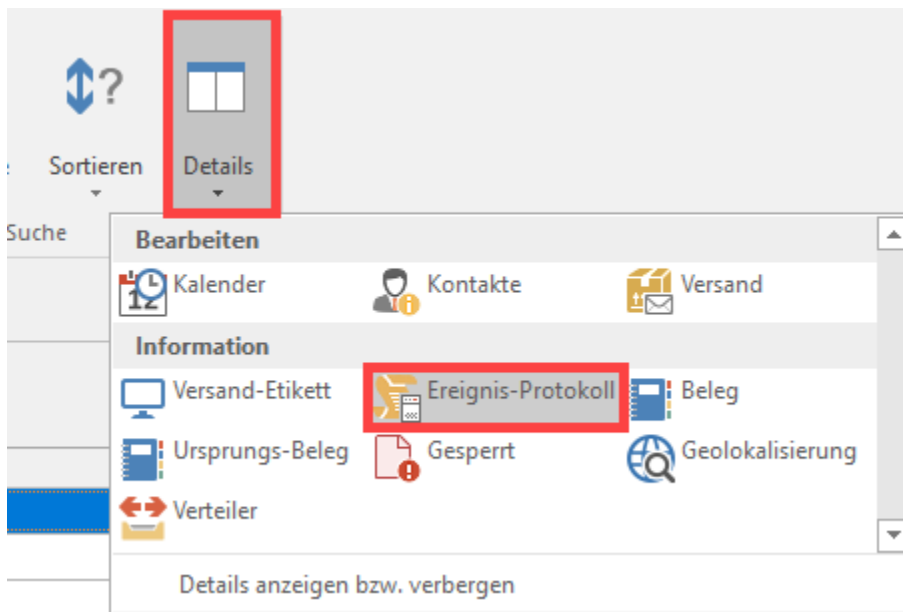 ?
Sortieren Details
Suche
Bearbeiten
12 Kalender Kontakte Versand
Information
Versand-Etikett Ereignis-Protokoll Beleg
Ursprungs-Beleg Gesperrt Geolokalisierung
Verteiler
Details anzeigen bzw. verbergen